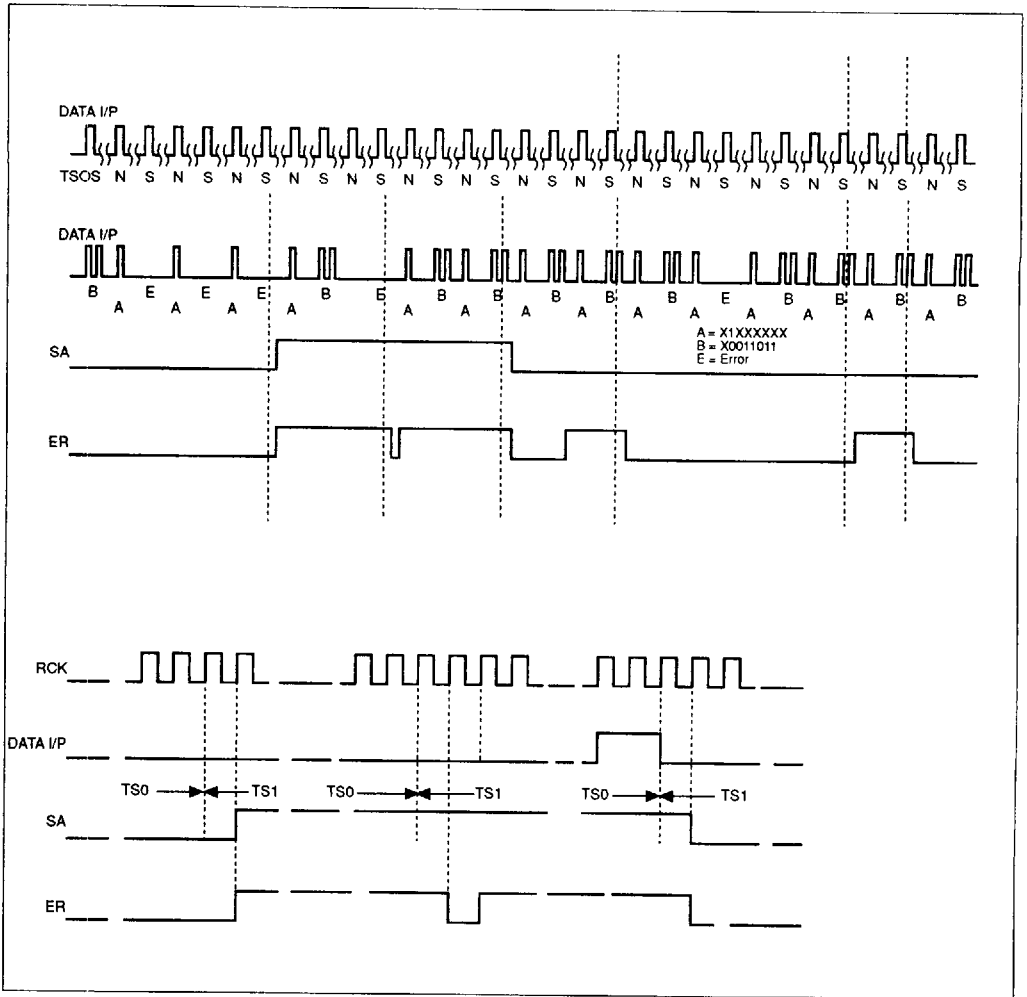 DATA I/P
TSOS N S N S N S N S N S N S N S N S N S N S N S N S N S N S N S
DATA I/P
B E E E B E B B B B B E B B B B
A A A A A A A A A A A A A A
A = X1XXXXXX
B = X0011011
E = Error
SA
ER
RCK
DATA I/P
TS0 TS1 TS0 TS1 TS0 TS1
SA
ER